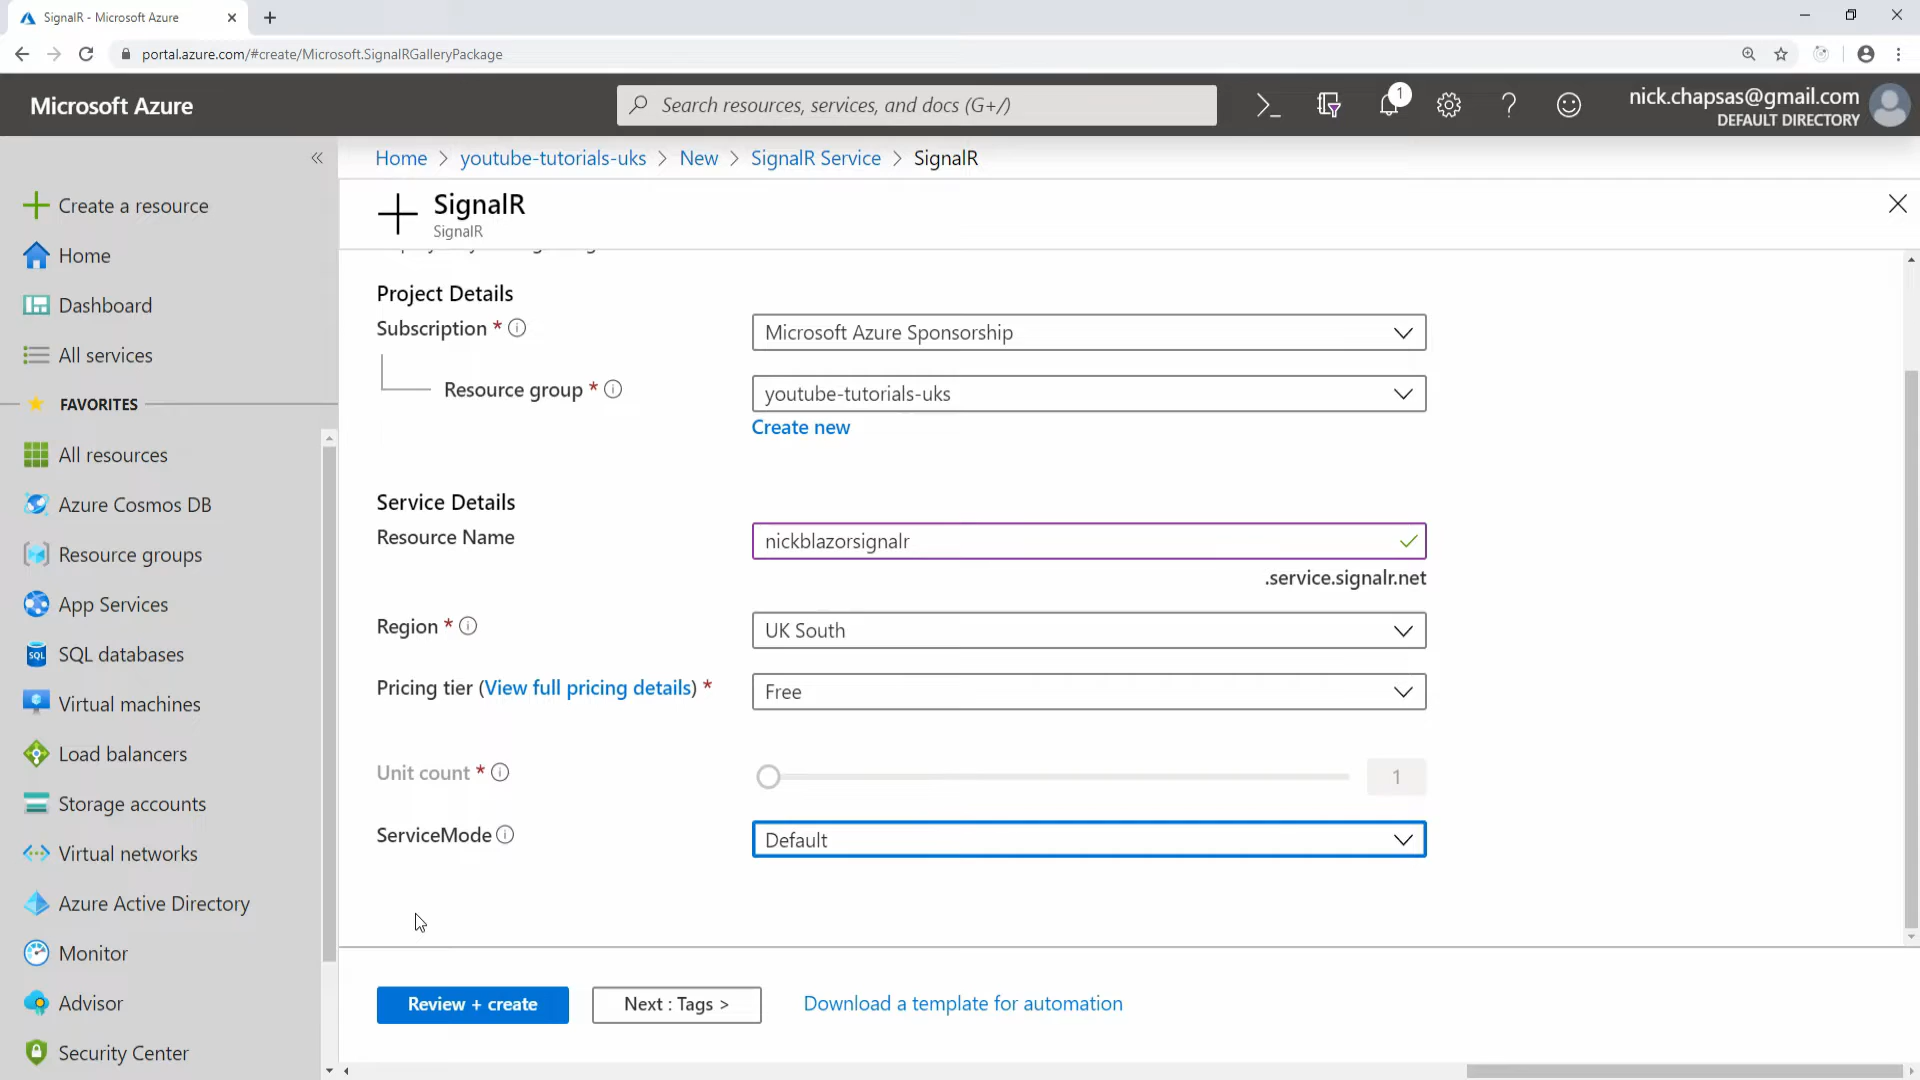 SignalR - Microsoft Azure
portal.azure.com/#create/Microsoft.SignalRGalleryPackage
Microsoft Azure
Search resources, services, and docs (G+/)
1
nick.chapsas@gmail.com
DEFAULT DIRECTORY
Home > youtube-tutorials-uks > New > SignalR Service > SignalR
SignalR
SignalR
Create a resource
Home
Dashboard
All services
FAVORITES
All resources
Azure Cosmos DB
Resource groups
App Services
SQL databases
Virtual machines
Load balancers
Storage accounts
Virtual networks
Azure Active Directory
Monitor
Advisor
Security Center
Project Details
Subscription *
Microsoft Azure Sponsorship
Resource group *
youtube-tutorials-uks
Create new
Service Details
Resource Name
nickblazorsignalr
.service.signalr.net
Region *
UK South
Pricing tier (View full pricing details) *
Free
Unit count *
1
ServiceMode
Default
Review + create
Next : Tags >
Download a template for automation